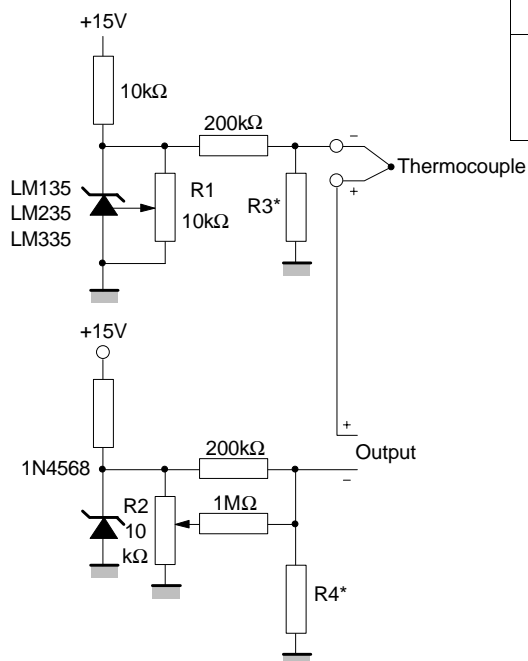 +15V
10kΩ
200kΩ
−
Thermocouple
+
LM135
LM235
LM335
R1
10kΩ
R3*
+15V
+
Output
−
1N4568
200kΩ
R2
10
kΩ
1MΩ
R4*